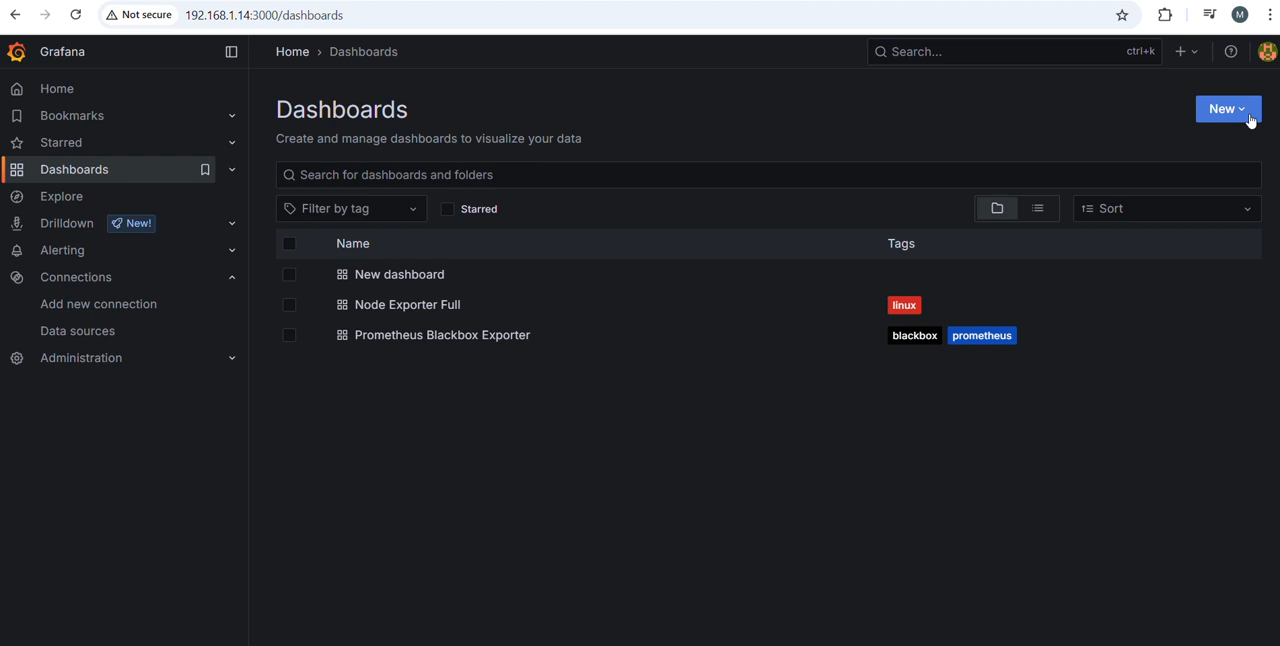 Not secure 192.168.1.14:3000/dashboards M
Grafana Home › Dashboards Search... ctrl+k
Home
Bookmarks
Starred
Dashboards
Explore
Drilldown New!
Alerting
Connections
Add new connection
Data sources
Administration
Dashboards New
Create and manage dashboards to visualize your data
Search for dashboards and folders
Filter by tag Starred Sort
Name Tags
New dashboard
Node Exporter Full linux
Prometheus Blackbox Exporter blackbox prometheus